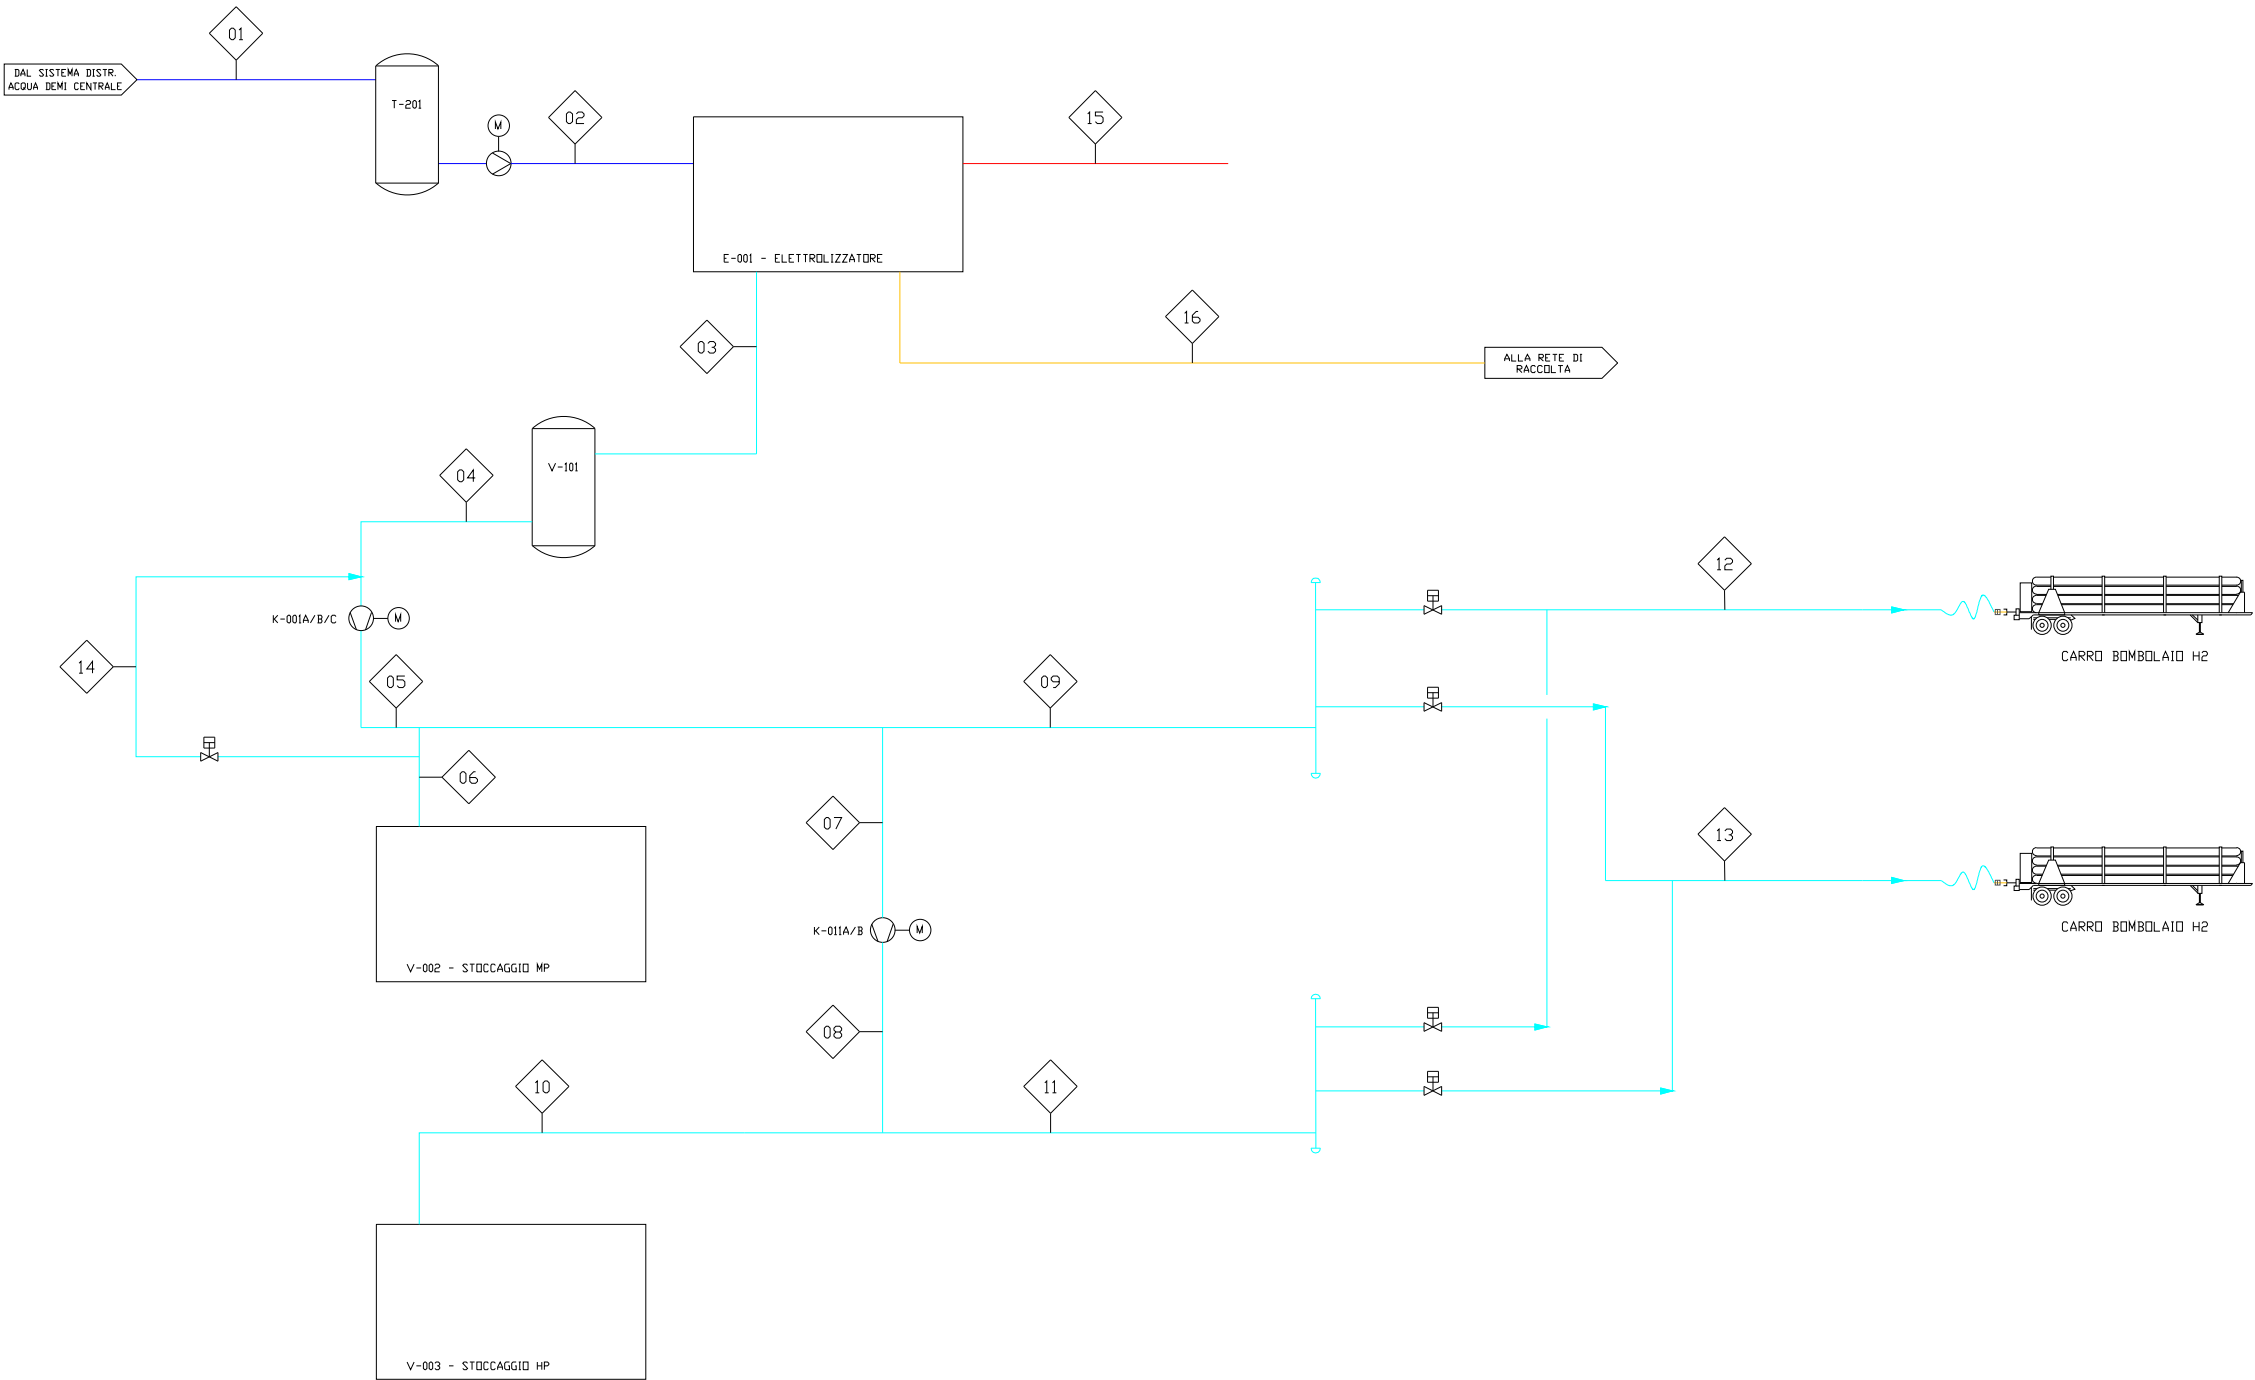 01
DAL SISTEMA DISTR.
ACQUA DEMI CENTRALE
T-201
M
02
15
E-001 - ELETTROLIZZATORE
03
16
ALLA RETE DI
RACCOLTA
V-101
04
12
CARRO BOMBOLAIO H2
K-001A/B/C
M
14
05
09
06
07
13
CARRO BOMBOLAIO H2
K-011A/B
M
V-002 - STOCCAGGIO MP
08
10
11
V-003 - STOCCAGGIO HP